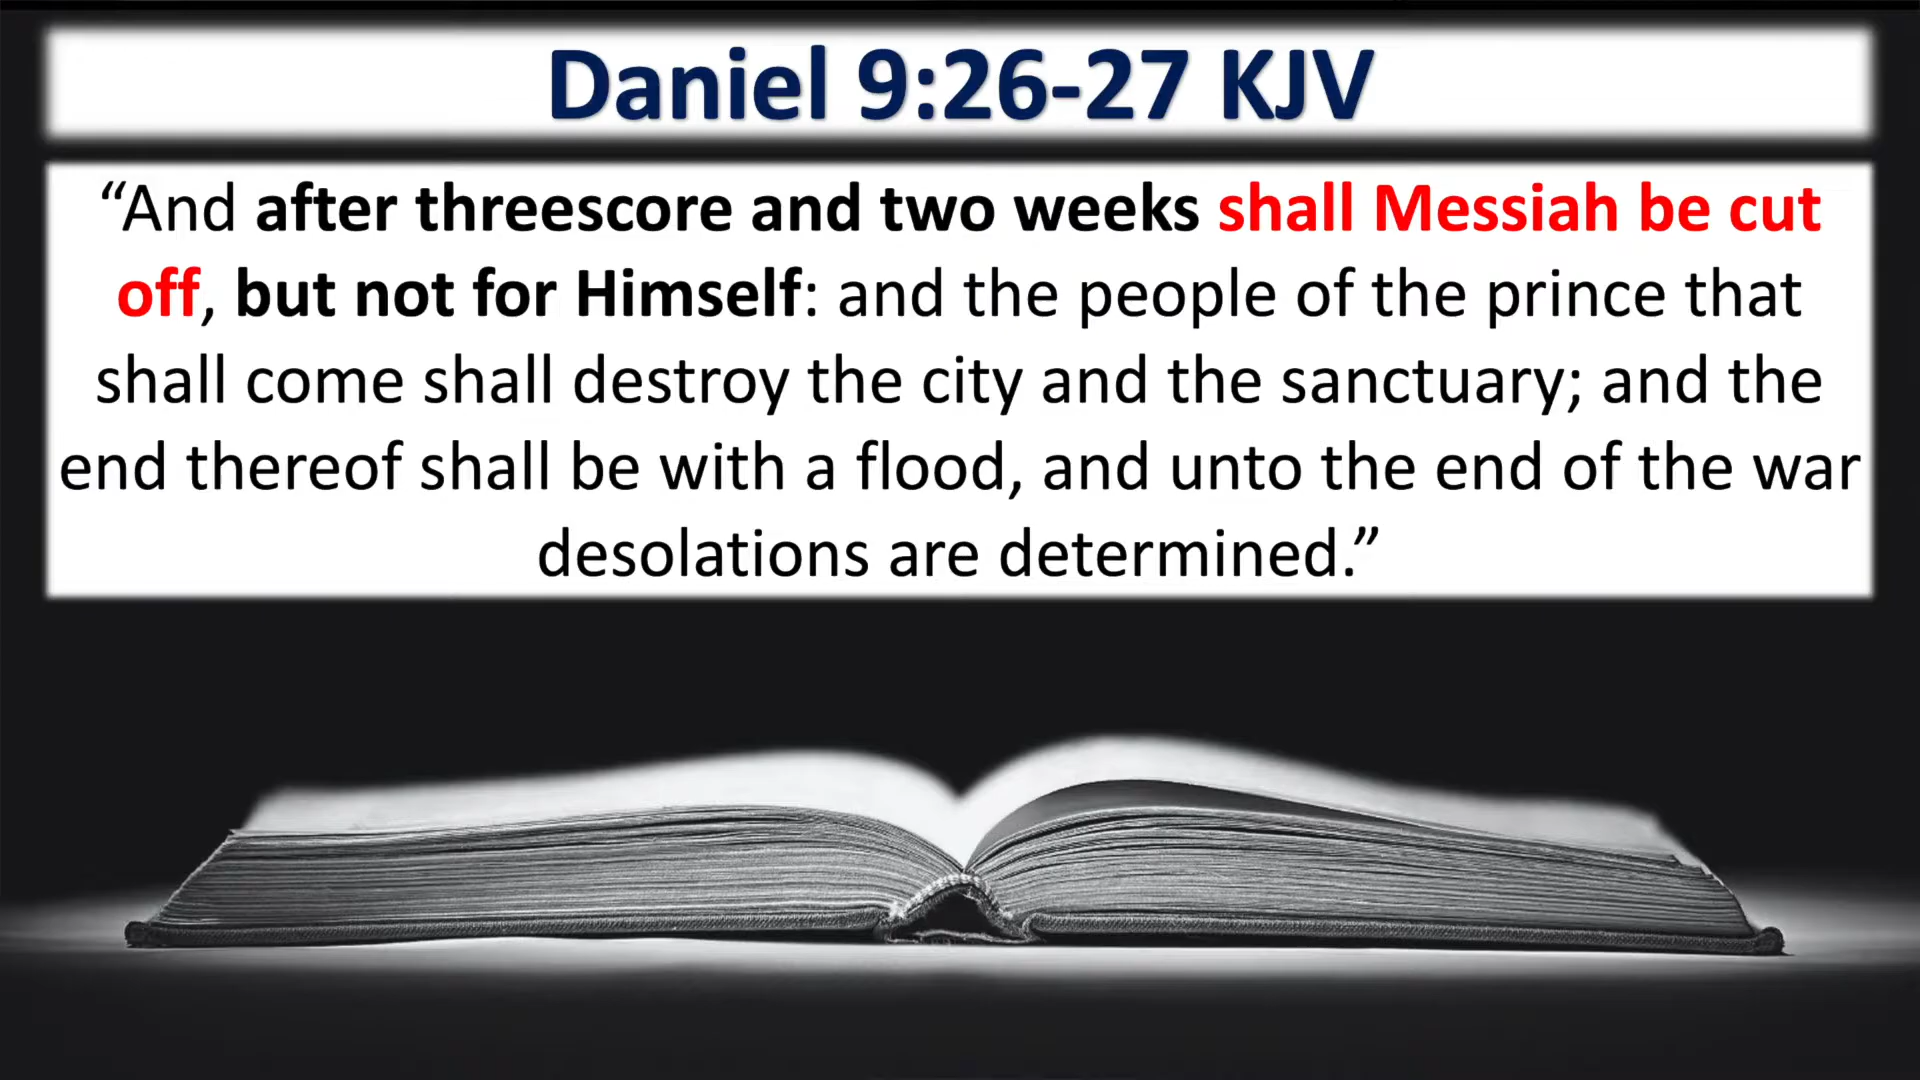 Daniel 9:26-27 KJV
“And after threescore and two weeks shall Messiah be cut
off, but not for Himself: and the people of the prince that
shall come shall destroy the city and the sanctuary; and the
end thereof shall be with a flood, and unto the end of the war
desolations are determined.”